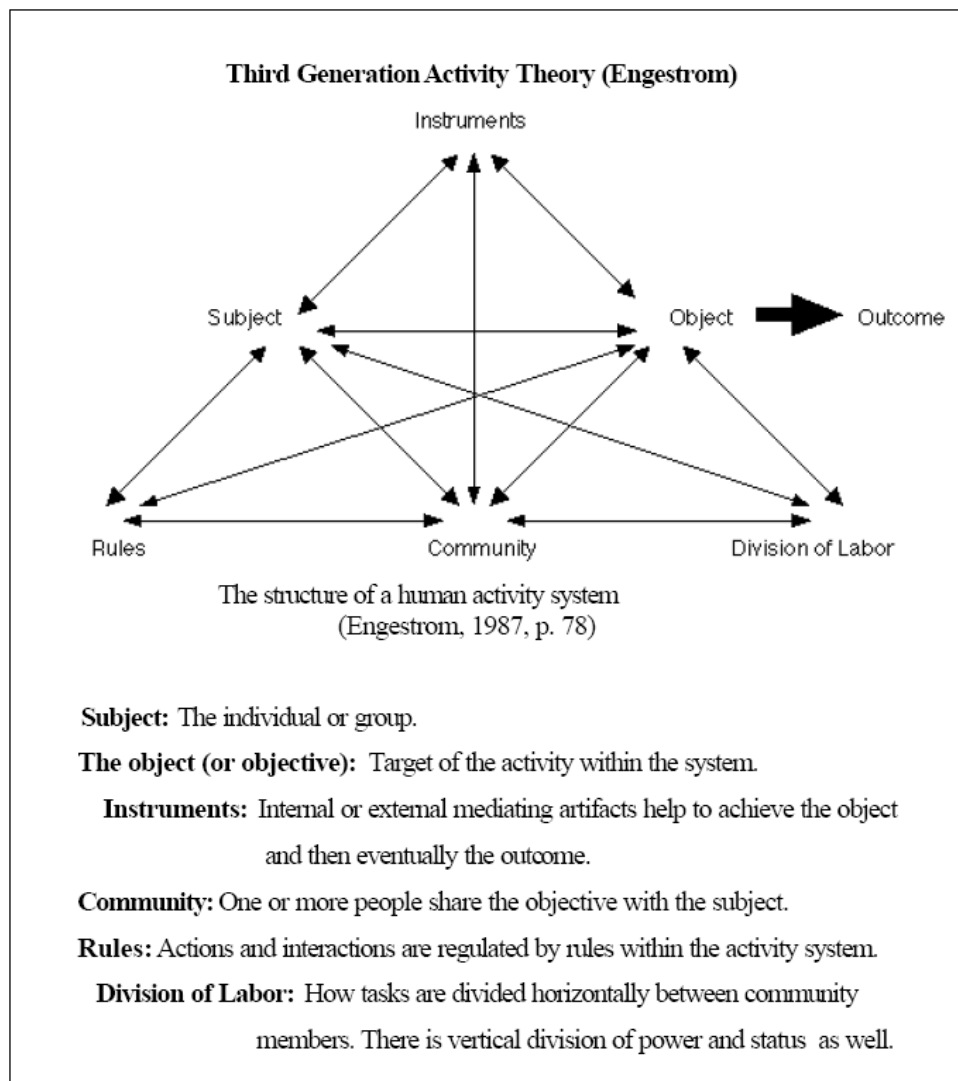 Third Generation Activity Theory (Engestrom)
Instruments
Subject
Object
Outcome
Rules
Community
Division of Labor
The structure of a human activity system
(Engestrom, 1987, p. 78)
Subject: The individual or group.
The object (or objective): Target of the activity within the system.
Instruments: Internal or external mediating artifacts help to achieve the object
and then eventually the outcome.
Community: One or more people share the objective with the subject.
Rules: Actions and interactions are regulated by rules within the activity system.
Division of Labor: How tasks are divided horizontally between community
members. There is vertical division of power and status as well.